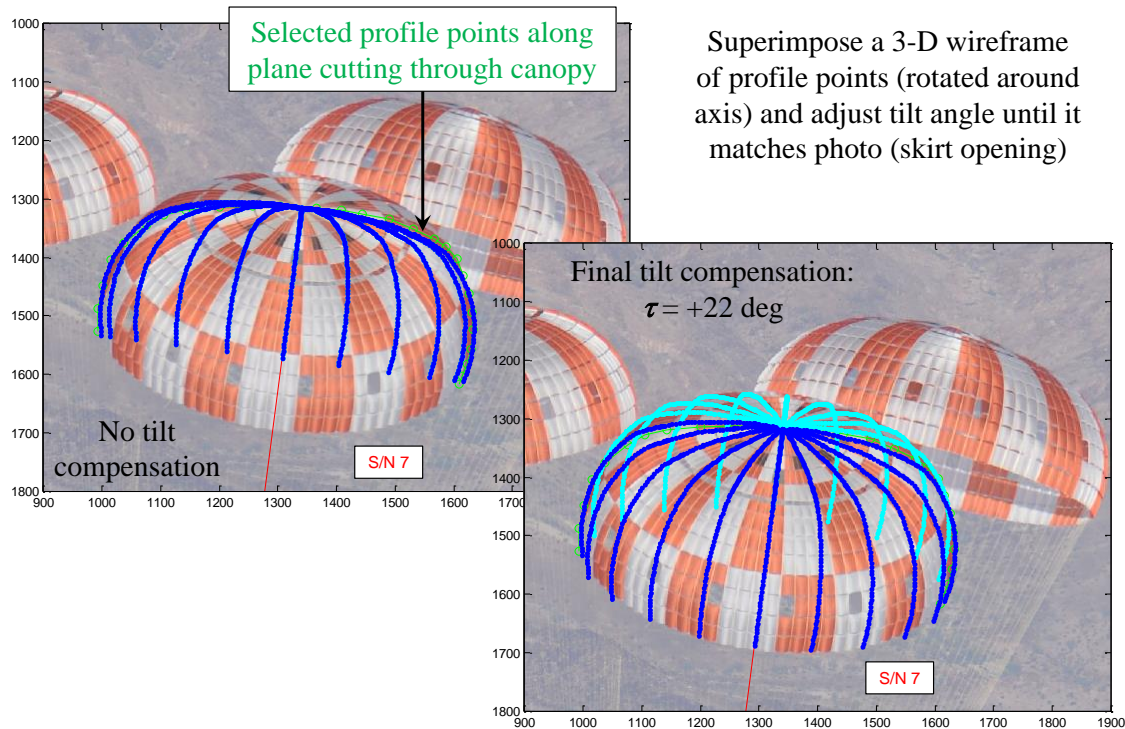 Selected profile points along
plane cutting through canopy
Superimpose a 3-D wireframe
of profile points (rotated around
axis) and adjust tilt angle until it
matches photo (skirt opening)
1000
1100
1200
1300
1400
1500
1600
1700
1800
No tilt
compensation
S/N 7
900 1000 1100 1200 1300 1400 1500 1600
Final tilt compensation:
τ = +22 deg
1000
1100
1200
1300
1400
1500
1600
1700
1800
S/N 7
900 1000 1100 1200 1300 1400 1500 1600 1700 1800 1900